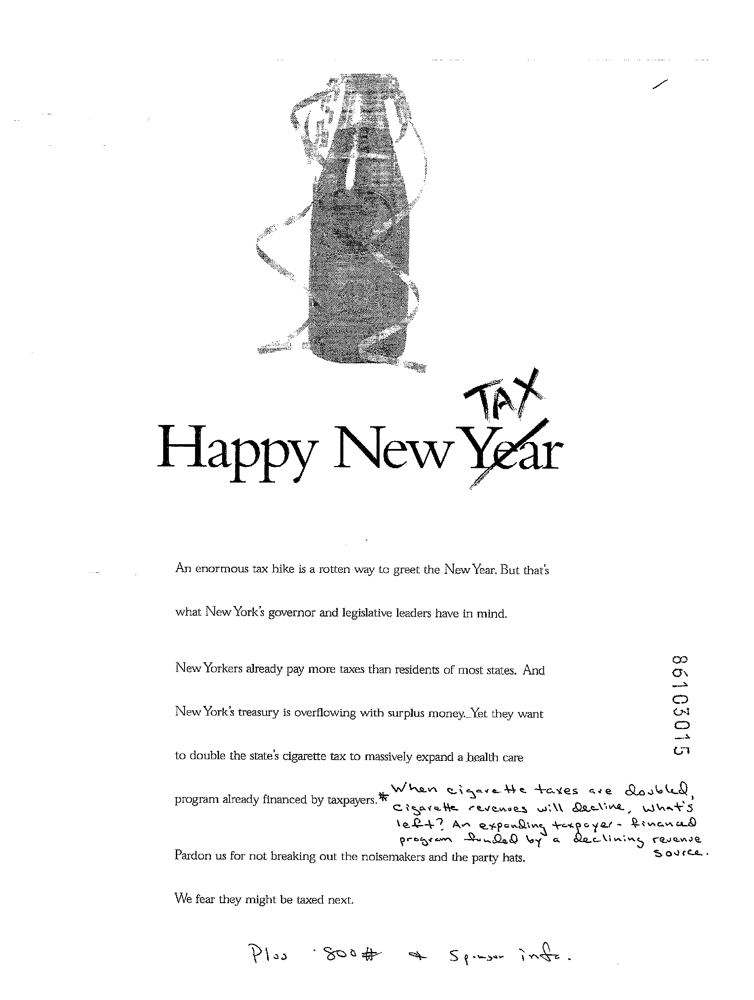 TAX
Happy New Year
An enormous tax hike is a rotten way to greet the New Year. But that's
what New York's governor and legislative leaders have in mind.
New Yorkers already pay more taxes than residents of most states. And
New York's treasury is overflowing with surplus money. Yet they want
to double the state's cigarette tax to massively expand a health care
program already financed by taxpayers.*
When cigarette taxes are doubled,
cigarette revenues will decline, what's
left? An expanding taxpayer-financed
program funded by a declining revenue
source.
Pardon us for not breaking out the noisemakers and the party hats.
We fear they might be taxed next.
Plus 800# + Sponsor info.
86103015